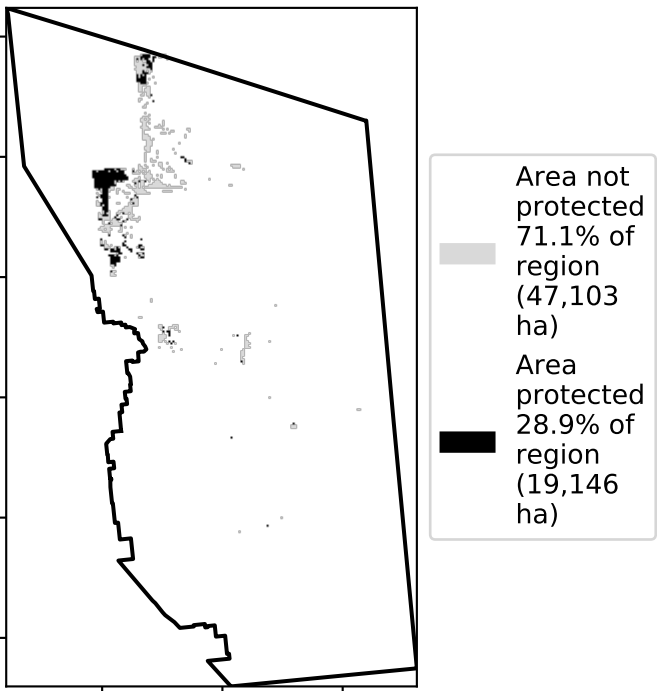 Area not
protected
71.1% of
region
(47,103
ha)
Area
protected
28.9% of
region
(19,146
ha)